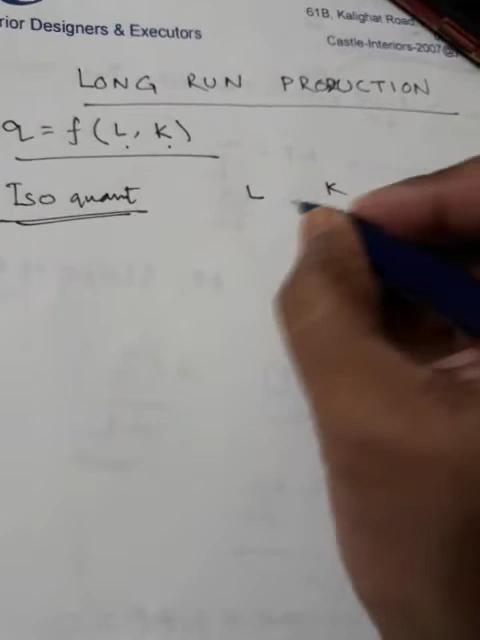 rior Designers & Executors
61B, Kalighat Road
Castle-Interiors-2007@
LONG RUN PRODUCTION
q = f (L, K)
Iso quant L K